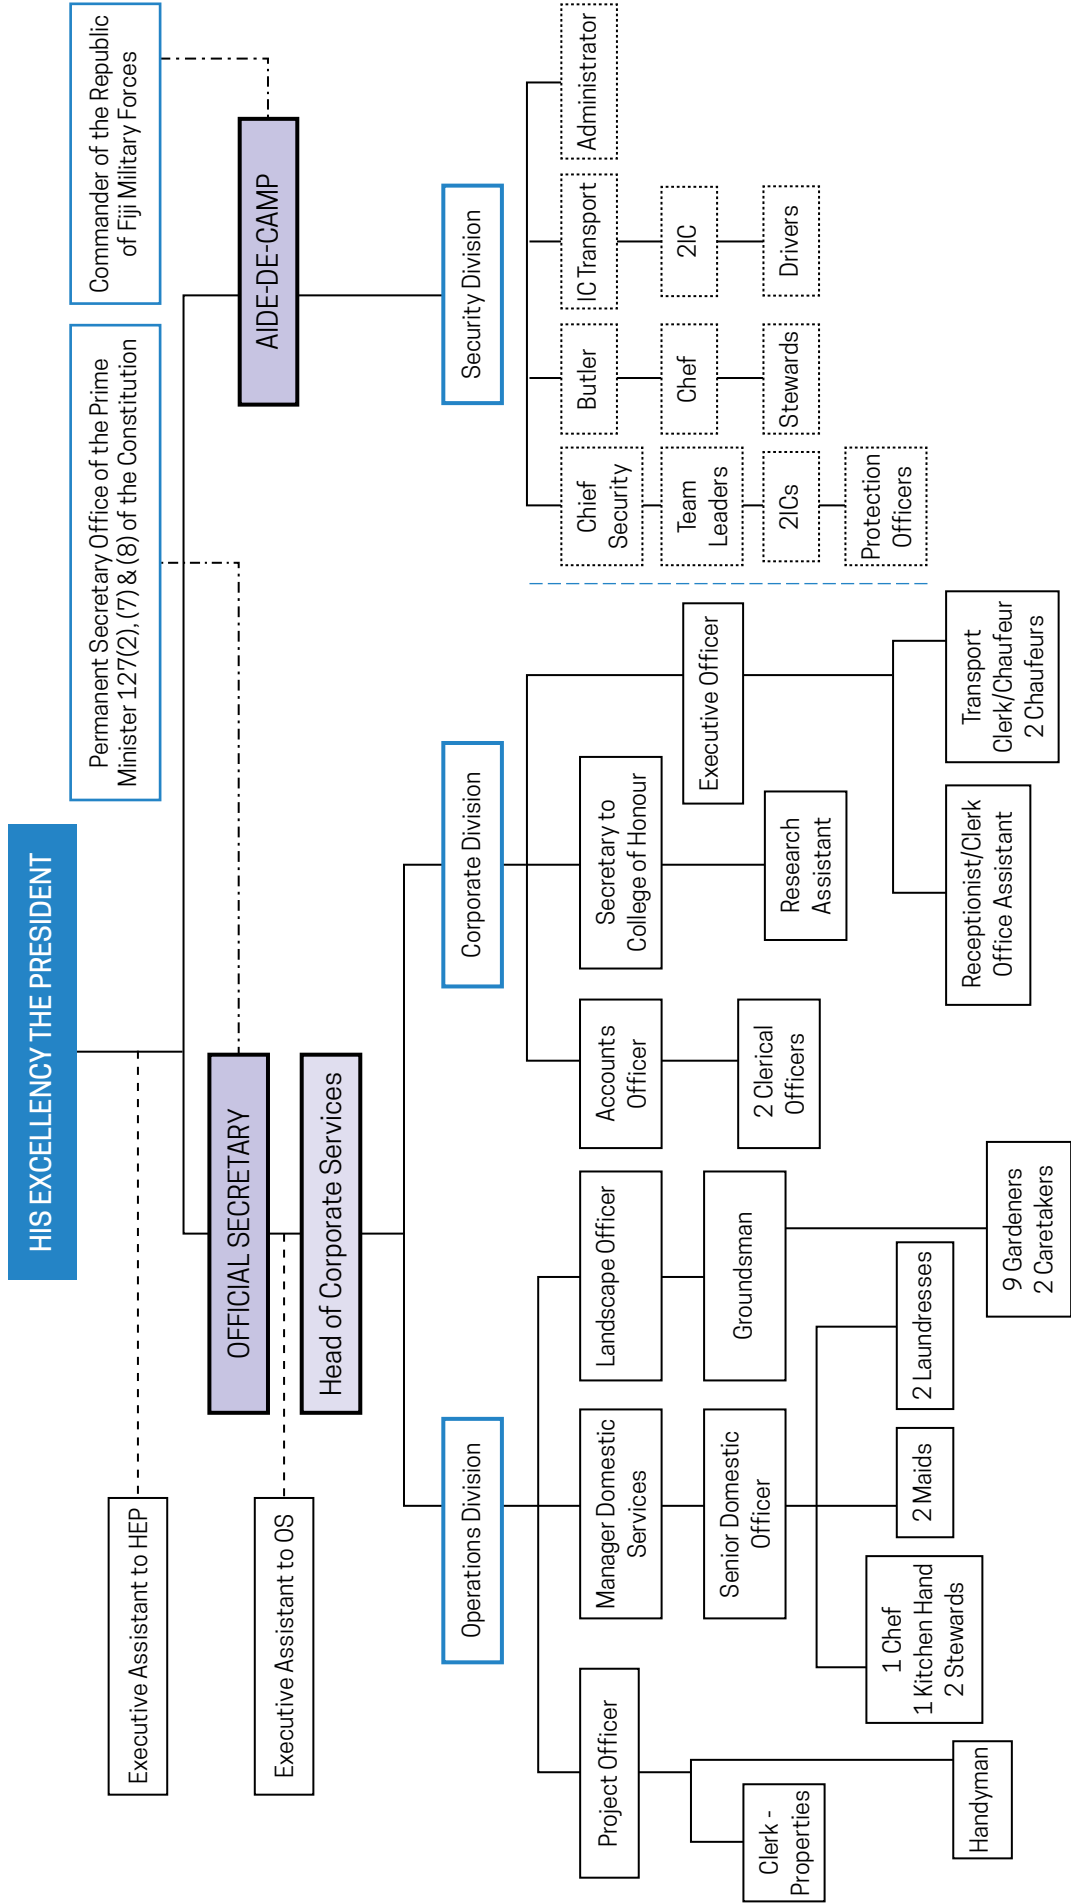 HIS EXCELLENCY THE PRESIDENT
Executive Assistant to HEP
Permanent Secretary Office of the Prime
Minister 127(2), (7) & (8) of the Constitution
Commander of the Republic
of Fiji Military Forces
OFFICIAL SECRETARY
AIDE-DE-CAMP
Executive Assistant to OS
Head of Corporate Services
Operations Division
Corporate Division
Security Division
Project Officer
Manager Domestic
Services
Landscape Officer
Accounts
Officer
Secretary to
College of Honour
Executive Officer
Chief
Security
Butler
IC Transport
Administrator
Clerk -
Properties
Handyman
Senior Domestic
Officer
Groundsman
2 Clerical
Officers
Research
Assistant
Team
Leaders
Chef
2IC
2ICs
Stewards
Drivers
Protection
Officers
1 Chef
1 Kitchen Hand
2 Stewards
2 Maids
2 Laundresses
9 Gardeners
2 Caretakers
Receptionist/Clerk
Office Assistant
Transport
Clerk/Chaufeur
2 Chaufeurs